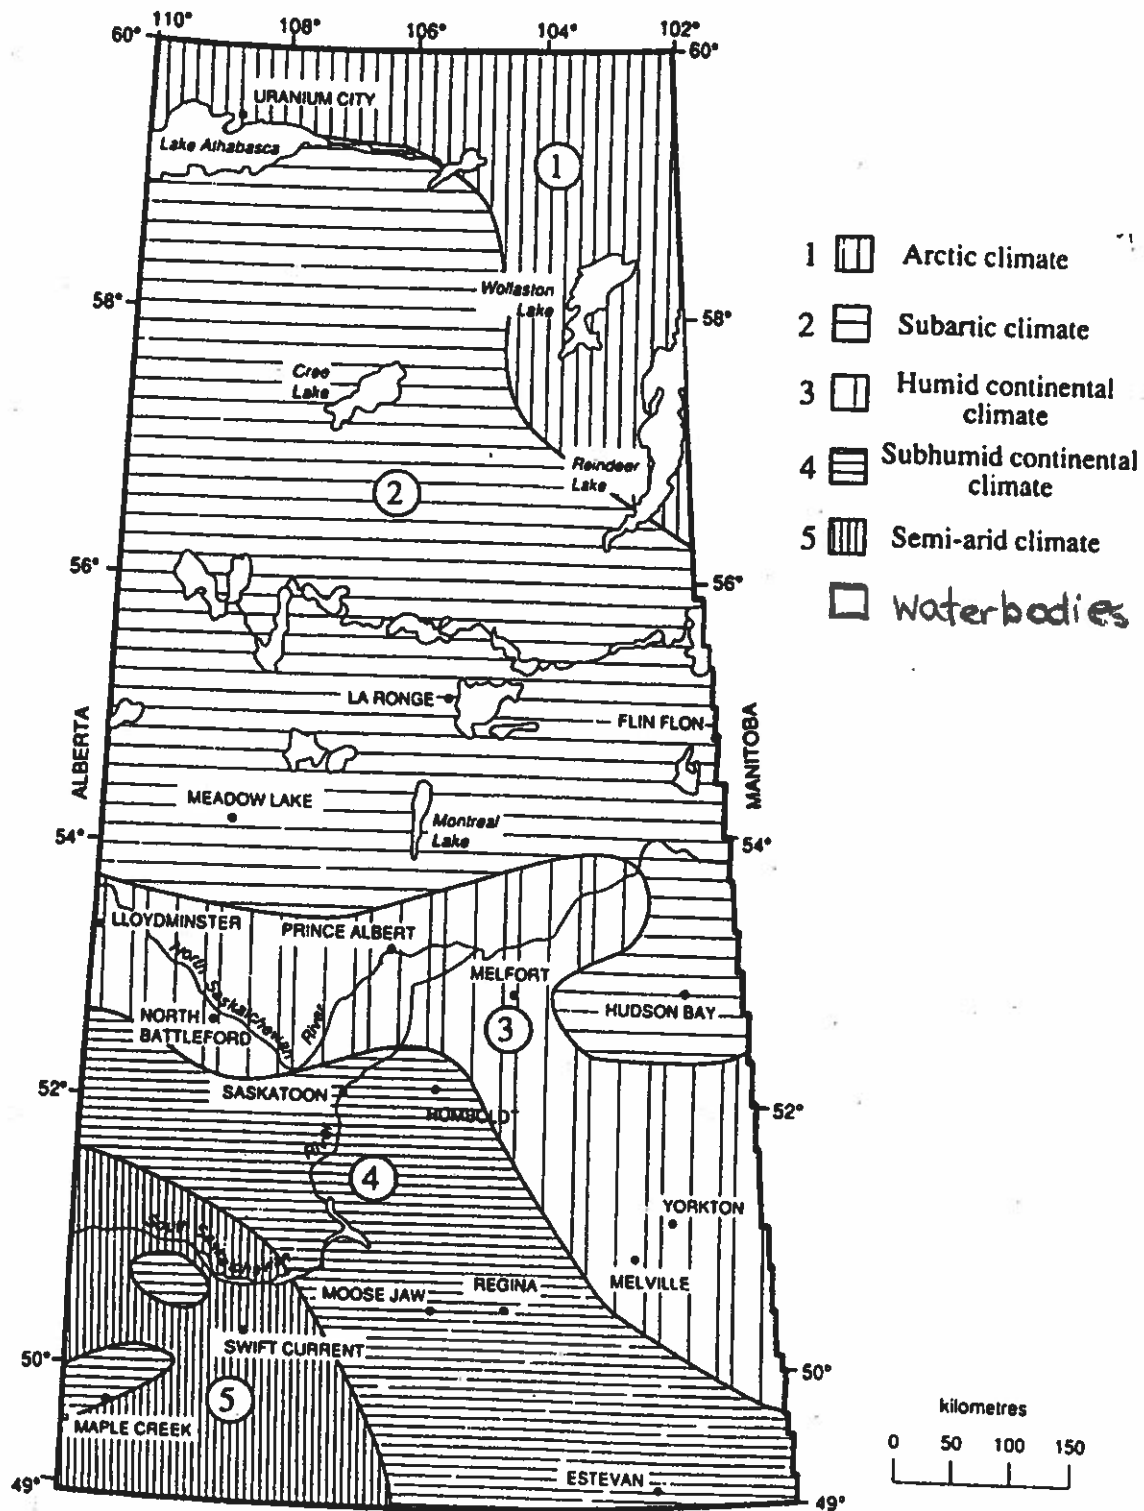 110°
108°
106°
104°
102°
60°
60°
URANIUM CITY
Lake Athabasca
1
Wollaston
Lake
58°
58°
Cree
Lake
Reindeer
Lake
2
56°
56°
LA RONGE
FLIN FLON
ALBERTA
MANITOBA
MEADOW LAKE
Montreal
Lake
54°
54°
LLOYDMINSTER
PRINCE ALBERT
North Saskatchewan River
MELFORT
HUDSON BAY
NORTH
BATTLEFORD
3
SASKATOON
HUMBOLDT
52°
52°
River
4
YORKTON
South Saskatchewan
MELVILLE
MOOSE JAW
REGINA
SWIFT CURRENT
50°
50°
5
MAPLE CREEK
ESTEVAN
49°
49°
1 Arctic climate
2 Subartic climate
3 Humid continental
climate
4 Subhumid continental
climate
5 Semi-arid climate
Waterbodies
kilometres
0 50 100 150